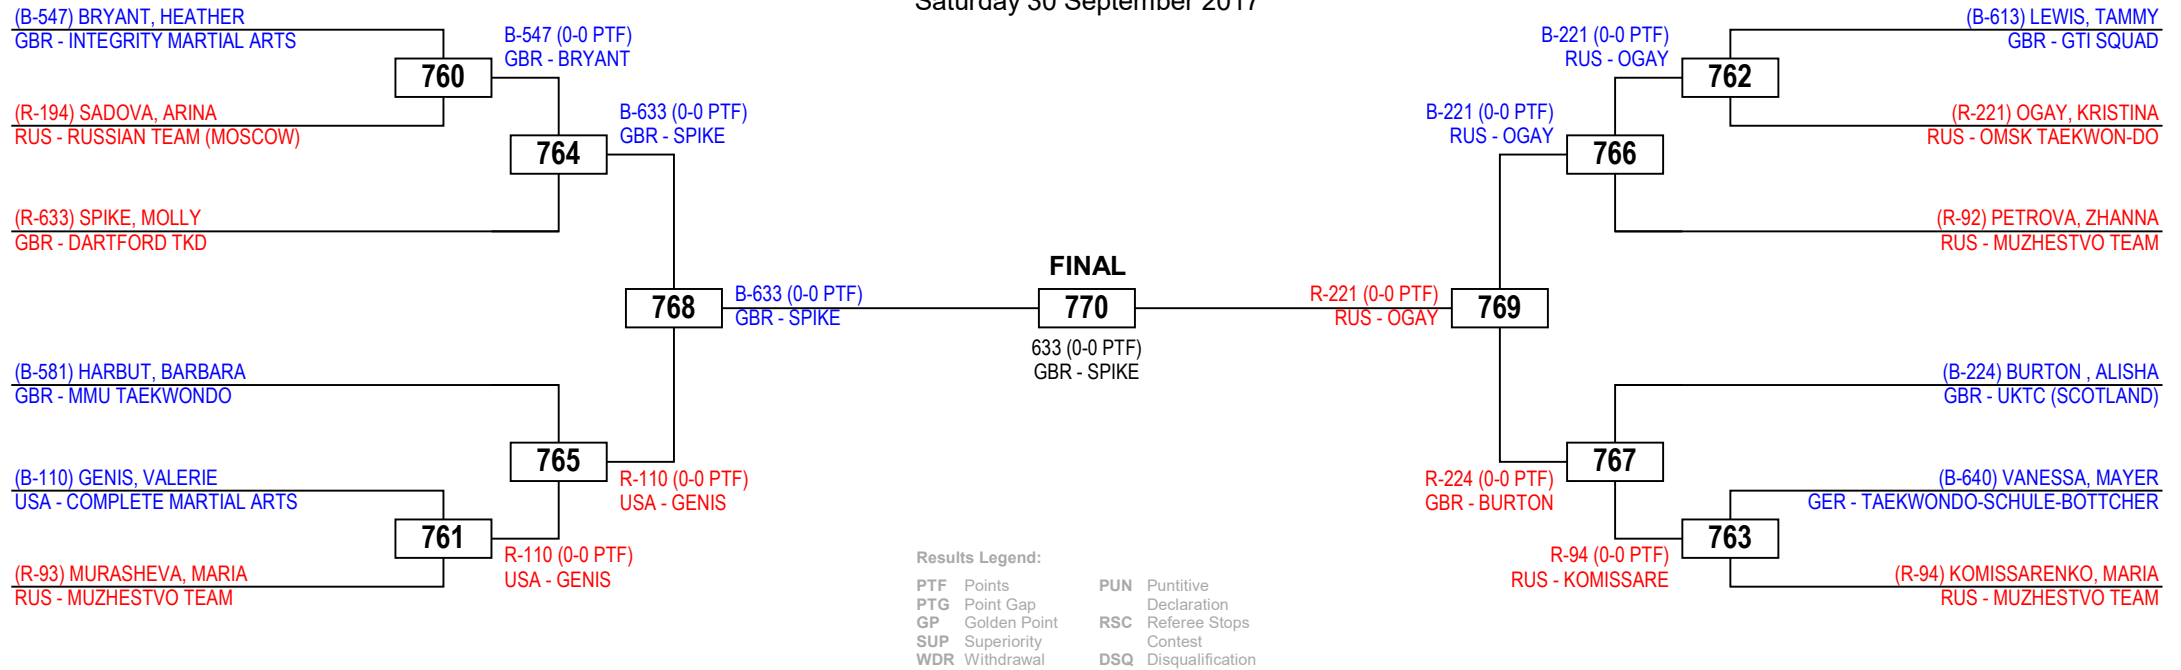 Saturday 30 September 2017
(B-547) BRYANT, HEATHER
GBR - INTEGRITY MARTIAL ARTS
B-547 (0-0 PTF)
GBR - BRYANT
760
(R-194) SADOVA, ARINA
RUS - RUSSIAN TEAM (MOSCOW)
B-633 (0-0 PTF)
GBR - SPIKE
764
(R-633) SPIKE, MOLLY
GBR - DARTFORD TKD
768
B-633 (0-0 PTF)
GBR - SPIKE
(B-581) HARBUT, BARBARA
GBR - MMU TAEKWONDO
765
R-110 (0-0 PTF)
USA - GENIS
(B-110) GENIS, VALERIE
USA - COMPLETE MARTIAL ARTS
761
R-110 (0-0 PTF)
USA - GENIS
(R-93) MURASHEVA, MARIA
RUS - MUZHESTVO TEAM
FINAL
770
633 (0-0 PTF)
GBR - SPIKE
(B-613) LEWIS, TAMMY
GBR - GTI SQUAD
B-221 (0-0 PTF)
RUS - OGAY
762
(R-221) OGAY, KRISTINA
RUS - OMSK TAEKWON-DO
B-221 (0-0 PTF)
RUS - OGAY
766
(R-92) PETROVA, ZHANNA
RUS - MUZHESTVO TEAM
R-221 (0-0 PTF)
RUS - OGAY
769
(B-224) BURTON , ALISHA
GBR - UKTC (SCOTLAND)
767
R-224 (0-0 PTF)
GBR - BURTON
(B-640) VANESSA, MAYER
GER - TAEKWONDO-SCHULE-BOTTCHER
763
R-94 (0-0 PTF)
RUS - KOMISSARE
(R-94) KOMISSARENKO, MARIA
RUS - MUZHESTVO TEAM
Results Legend:
PTF Points
PTG Point Gap
GP Golden Point
SUP Superiority
WDR Withdrawal
PUN Puntitive
Declaration
RSC Referee Stops
Contest
DSQ Disqualification